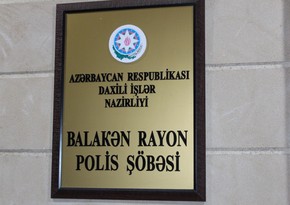 AZƏRBAYCAN RESPUBLİKASI
DAXİLİ İŞLƏR
NAZİRLİYİ
BALAKƏN RAYON
POLİS ŞÖBƏSİ